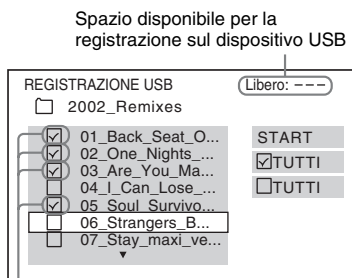 Spazio disponibile per la
registrazione sul dispositivo USB
REGISTRAZIONE USB
Libero: –––
2002_Remixes
01_Back_Seat_O...
02_One_Nights_...
03_Are_You_Ma...
04_I_Can_Lose_...
05_Soul_Survivo...
06_Strangers_B...
07_Stay_maxi_ve...
START
TUTTI
TUTTI